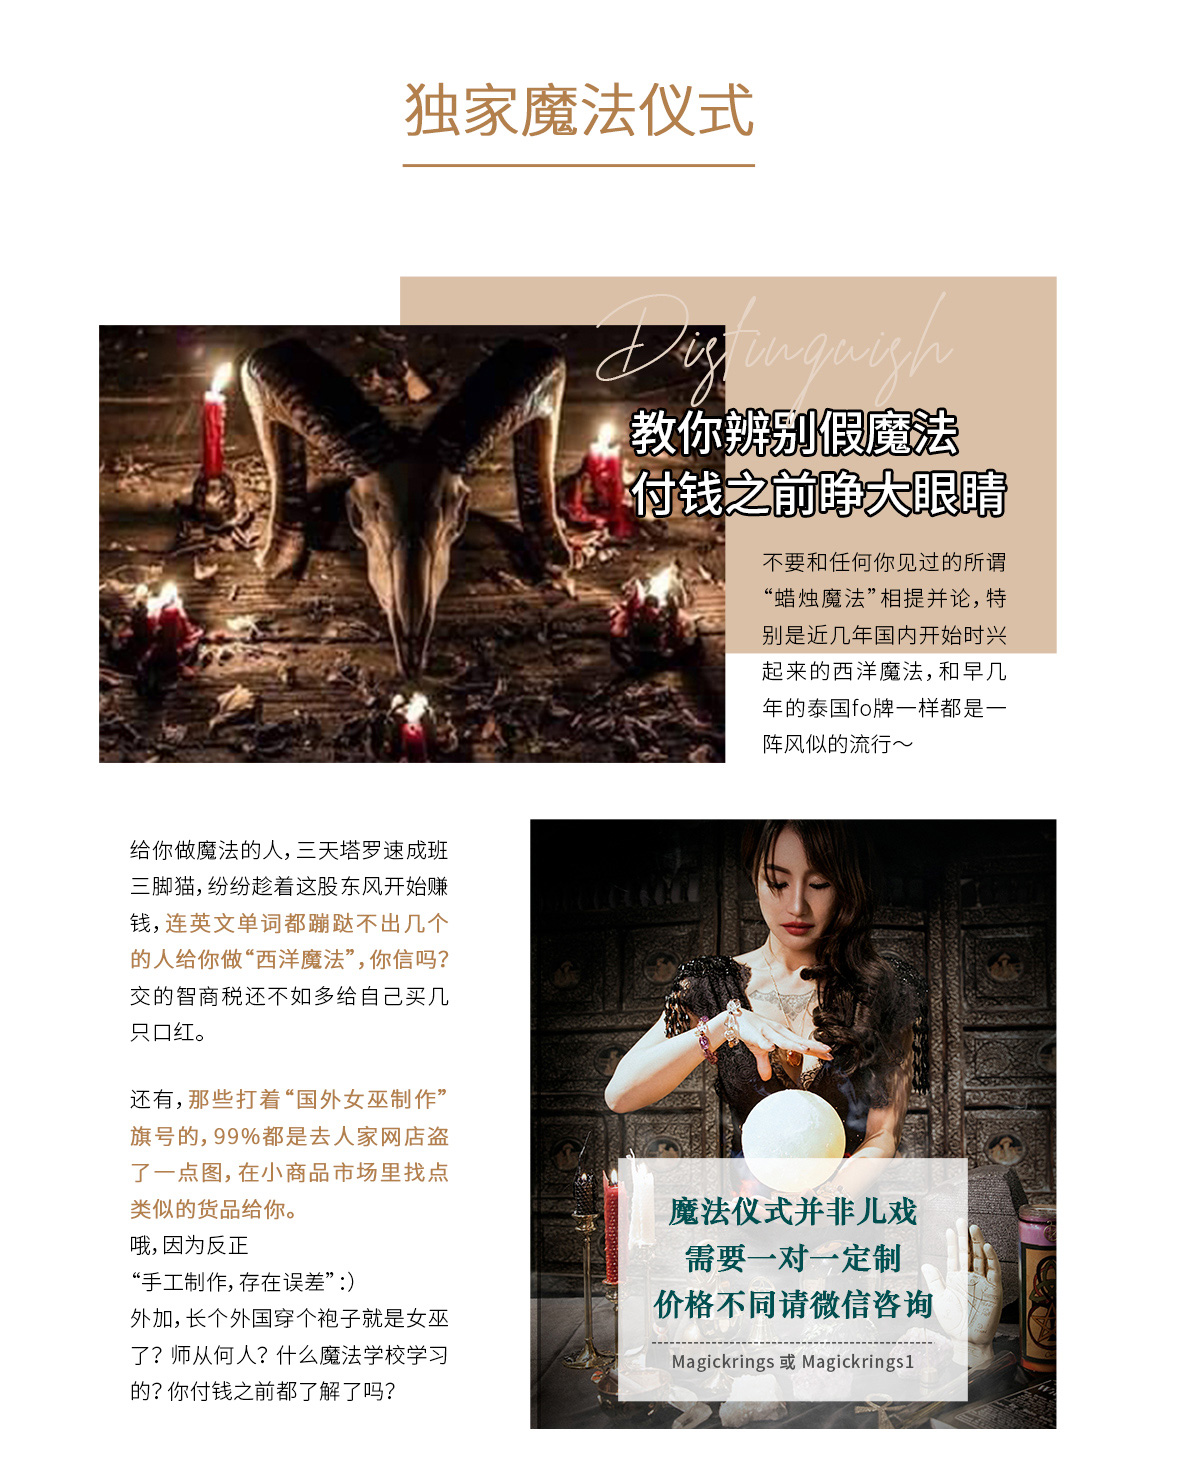 独家魔法仪式
Distinguish
教你辨别假魔法
付钱之前睁大眼睛
不要和任何你见过的所谓
“蜡烛魔法”相提并论，特
别是近几年国内开始时兴
起来的西洋魔法，和早几
年的泰国fo牌一样都是一
阵风似的流行～
给你做魔法的人，三天塔罗速成班
三脚猫，纷纷趁着这股东风开始赚
钱，连英文单词都蹦跶不出几个
的人给你做“西洋魔法”，你信吗？
交的智商税还不如多给自己买几
只口红。
还有，那些打着“国外女巫制作”
旗号的，99%都是去人家网店盗
了一点图，在小商品市场里找点
类似的货品给你。
哦，因为反正
“手工制作，存在误差”：）
外加，长个外国穿个袍子就是女巫
了？师从何人？什么魔法学校学习
的？你付钱之前都了解了吗？
魔法仪式并非儿戏
需要一对一定制
价格不同请微信咨询
Magickrings 或 Magickrings1